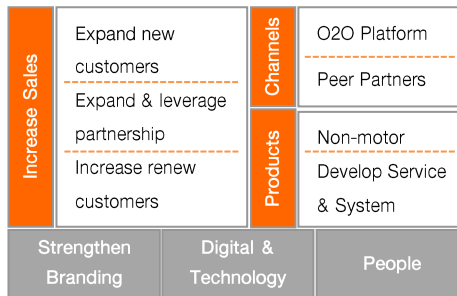 Increase Sales
Expand new
customers
Expand & leverage
partnership
Increase renew
customers
Channels
O2O Platform
Peer Partners
Products
Non-motor
Develop Service
& System
Strengthen
Branding
Digital &
Technology
People